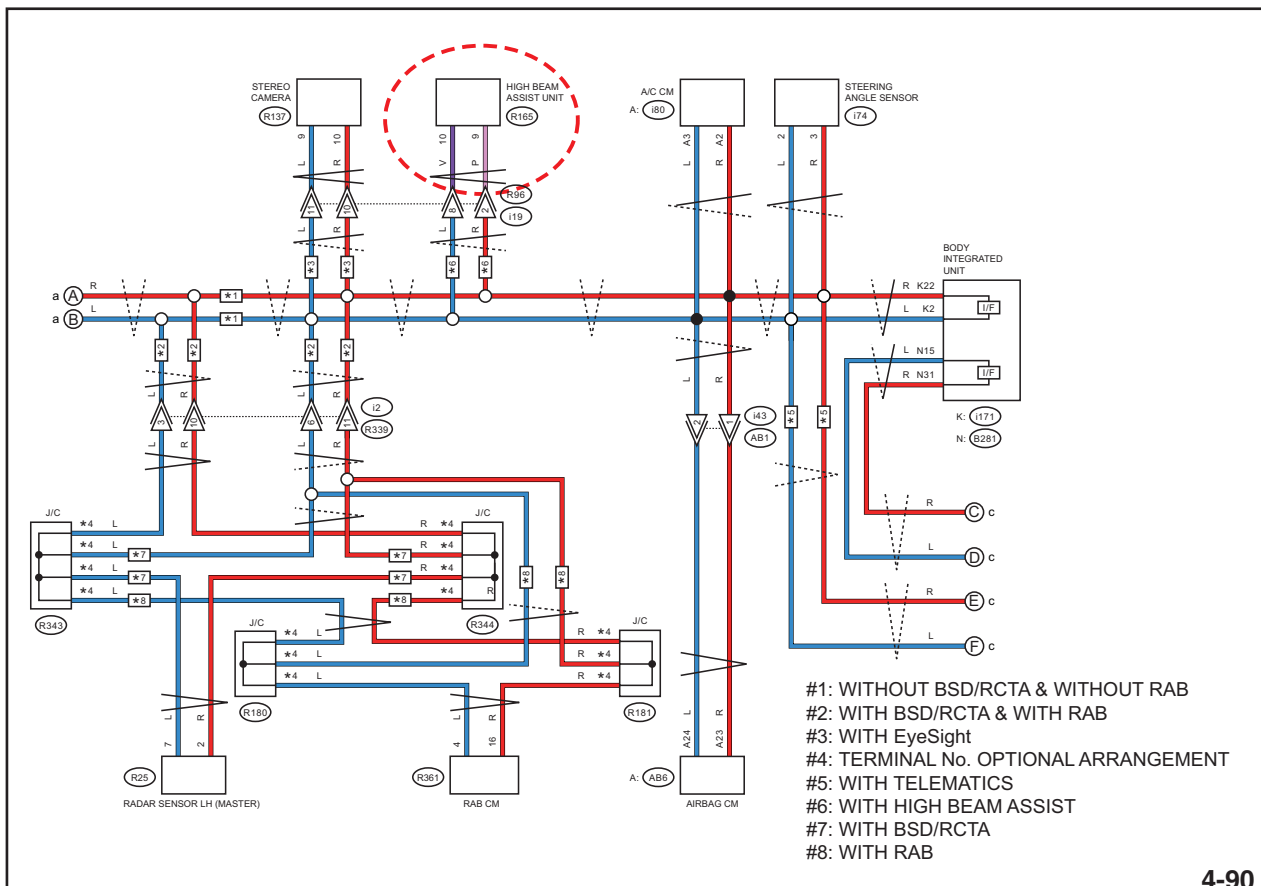 STEREO
CAMERA
R137
HIGH BEAM
ASSIST UNIT
R165
A/C CM
A: i80
STEERING
ANGLE SENSOR
i74
9
10
10
9
A3
A2
2
3
L
R
V
P
L
R
L
R
11
10
8
2
R96
i19
L
R
L
R
*3
*3
*6
*6
BODY
INTEGRATED
UNIT
a A R
*1
R K22
I/F
a B L
*1
L K2
*2
*2
*2
*2
L N15
R N31
I/F
L
R
L
R
L
R
3
10
6
11
i2
R339
2
1
i43
AB1
*5
*5
K: i171
N: B281
L
R
L
R
J/C
*4 L
*4 L
*7
*4 L
*7
*4 L
*8
R343
J/C
R *4
*7 R *4
*7 R *4
*8 *4
R
R344
*8
*8
R C c
L D c
R E c
L F c
J/C
*4 L
*4 L
*4 L
R180
J/C
R *4
R *4
R *4
R181
L
R
L
R
L
R
7
2
4
16
A24
A23
R25
RADAR SENSOR LH (MASTER)
R361
RAB CM
A: AB6
AIRBAG CM
#1: WITHOUT BSD/RCTA & WITHOUT RAB
#2: WITH BSD/RCTA & WITH RAB
#3: WITH EyeSight
#4: TERMINAL No. OPTIONAL ARRANGEMENT
#5: WITH TELEMATICS
#6: WITH HIGH BEAM ASSIST
#7: WITH BSD/RCTA
#8: WITH RAB
4-90